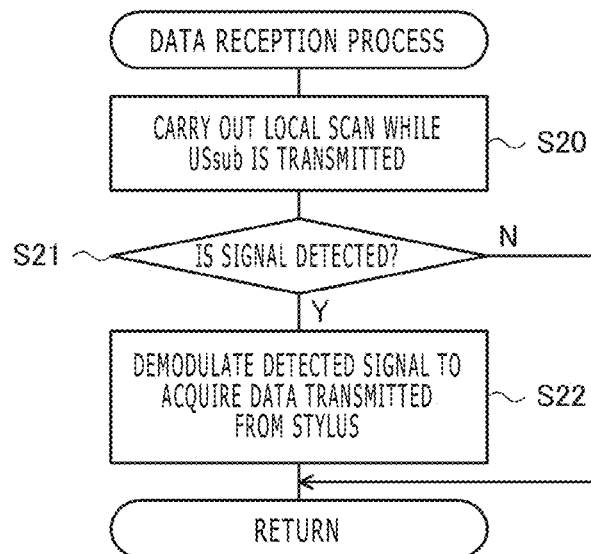 DATA RECEPTION PROCESS
CARRY OUT LOCAL SCAN WHILE
USsub IS TRANSMITTED
S20
S21
IS SIGNAL DETECTED?
N
Y
DEMODULATE DETECTED SIGNAL TO
ACQUIRE DATA TRANSMITTED
FROM STYLUS
S22
RETURN